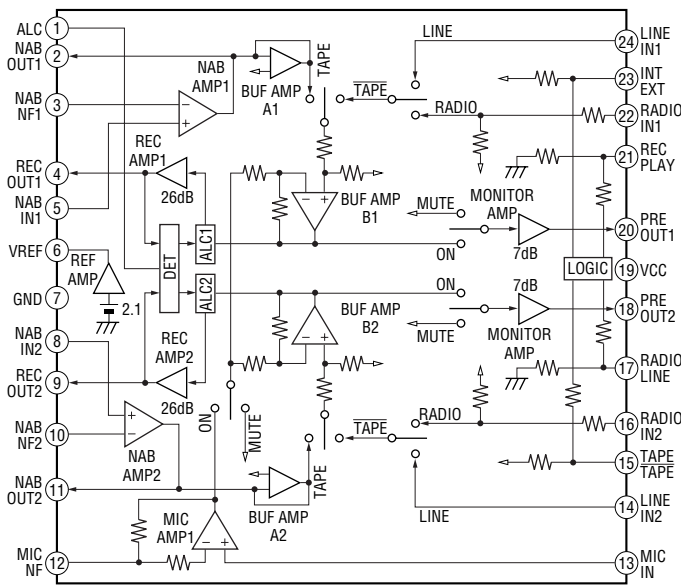 ALC
1
NAB
OUT1
2
NAB
NF1
3
REC
OUT1
4
NAB
IN1
5
VREF
6
GND
7
NAB
IN2
8
REC
OUT2
9
NAB
NF2
10
NAB
OUT2
11
MIC
NF
12
NAB
AMP1
−
+
BUF AMP
A1
TAPE
TAPE
LINE
RADIO
REC
AMP1
26dB
REF
AMP
2.1
DET
ALC1
ALC2
− +
BUF AMP
B1
MUTE
ON
MONITOR
AMP
7dB
LOGIC
ON
MUTE
7dB
MONITOR
AMP
BUF AMP
B2
− +
REC
AMP2
26dB
ON
MUTE
+
−
NAB
AMP2
BUF AMP
A2
TAPE
TAPE
RADIO
LINE
MIC
AMP1
− +
24
LINE
IN1
23
INT
EXT
22
RADIO
IN1
21
REC
PLAY
20
PRE
OUT1
19
VCC
18
PRE
OUT2
17
RADIO
LINE
16
RADIO
IN2
15
TAPE
TAPE
14
LINE
IN2
13
MIC
IN